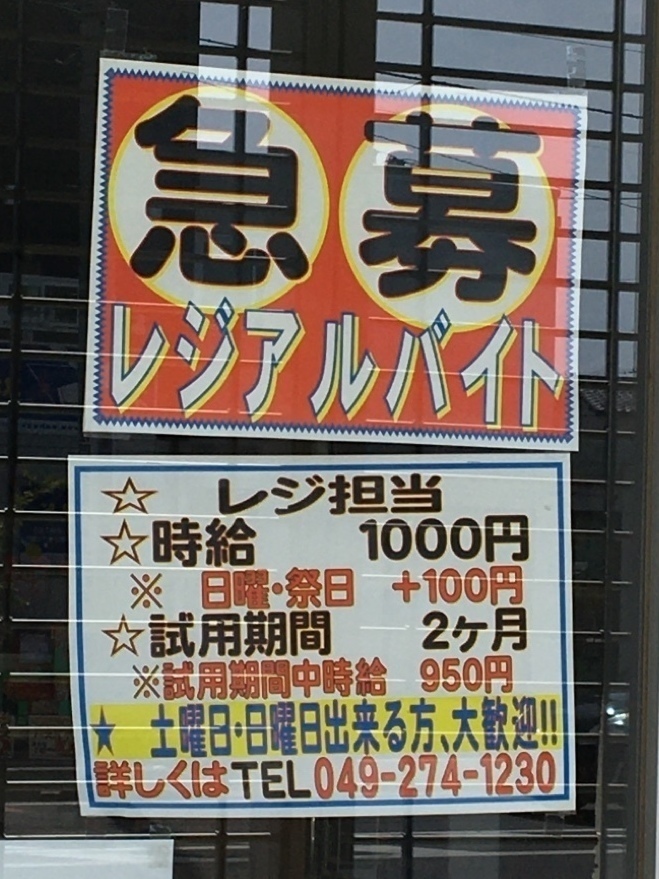 急募
レジアルバイト
☆ レジ担当
☆時給 1000円
※ 日曜・祭日 +100円
☆試用期間 2ヶ月
※試用期間中時給 950円
★ 土曜日・日曜日出来る方、大歓迎!!
詳しくはTEL049-274-1230